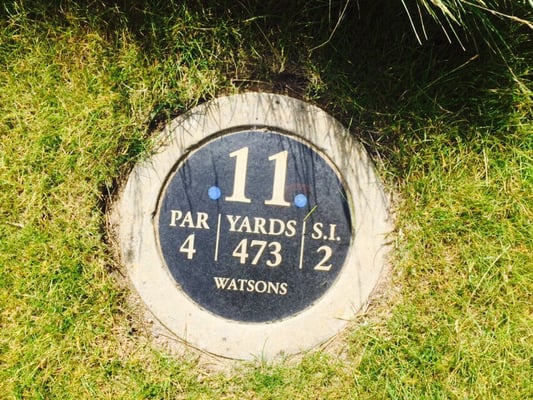 11
PAR YARDS S.I.
4 473 2
WATSONS